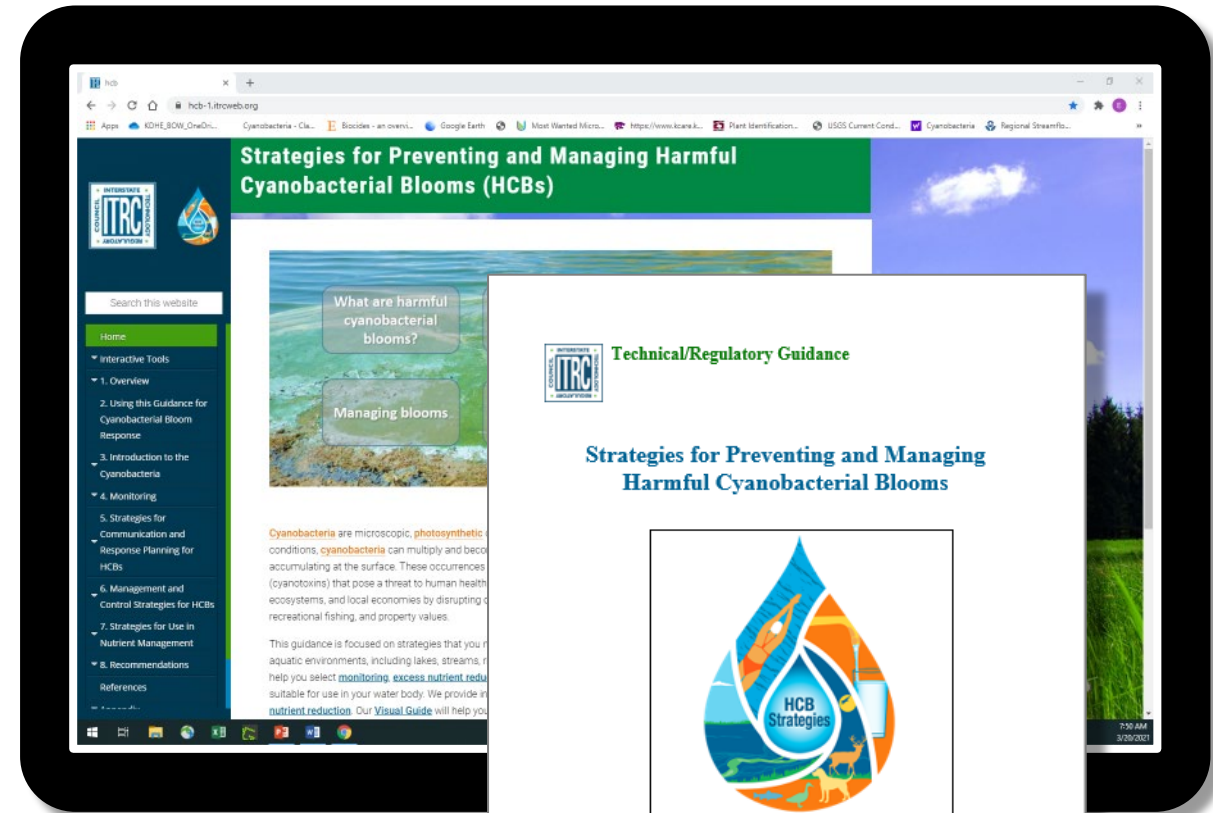 hcb
hcb-1.itrcweb.org
Apps KDHE_BOW_OneDri... Cyanobacteria - Cla... Biocides - an overvi... Google Earth Most Wanted Micro... https://www.kcare.k... Plant Identification... USGS Current Cond... Cyanobacteria Regional Streamflo...
Strategies for Preventing and Managing Harmful
Cyanobacterial Blooms (HCBs)
INTERSTATE
COUNCIL
ITRC
TECHNOLOGY
REGULATORY
Search this website
Home
Interactive Tools
1. Overview
2. Using this Guidance for
Cyanobacterial Bloom
Response
3. Introduction to the
Cyanobacteria
4. Monitoring
5. Strategies for
Communication and
Response Planning for
HCBs
6. Management and
Control Strategies for HCBs
7. Strategies for Use in
Nutrient Management
8. Recommendations
References
What are harmful
cyanobacterial
blooms?
Managing blooms
Cyanobacteria are microscopic, photosynthetic
conditions, cyanobacteria can multiply and beco
accumulating at the surface. These occurrences
(cyanotoxins) that pose a threat to human health
ecosystems, and local economies by disrupting
recreational fishing, and property values.
This guidance is focused on strategies that you
aquatic environments, including lakes, streams, r
help you select monitoring, excess nutrient redu
suitable for use in your water body. We provide in
nutrient reduction. Our Visual Guide will help you
INTERSTATE
COUNCIL
ITRC
TECHNOLOGY
REGULATORY
Technical/Regulatory Guidance
Strategies for Preventing and Managing
Harmful Cyanobacterial Blooms
HCB
Strategies
7:50 AM
3/20/2021